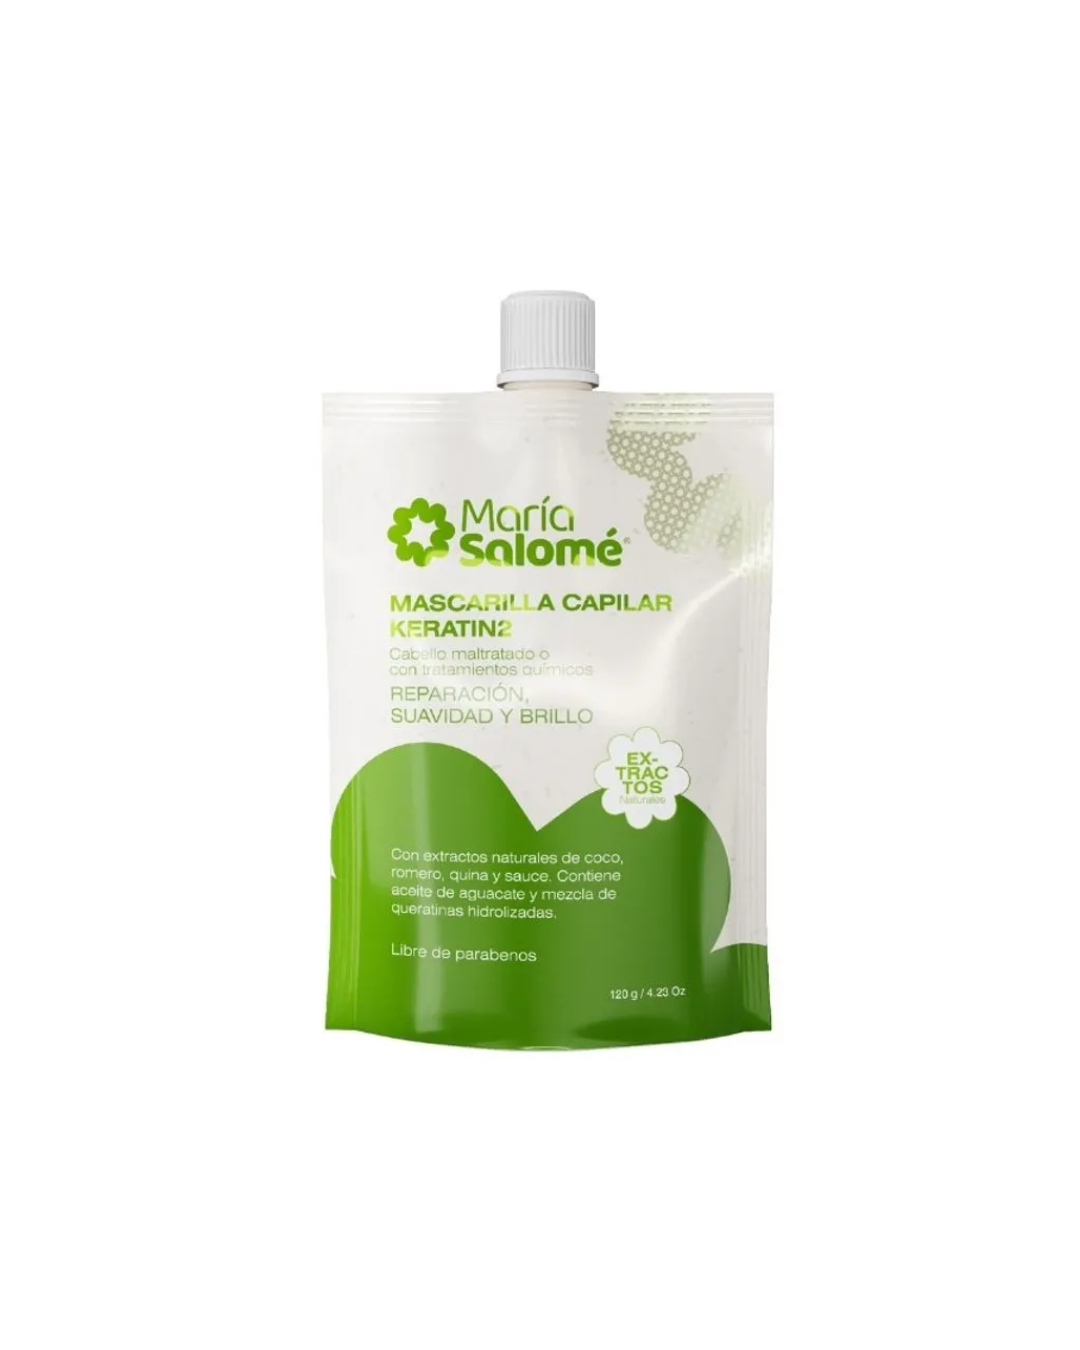 María
Salomé®
MASCARILLA CAPILAR
KERATIN2
Cabello maltratado o
con tratamientos químicos
REPARACIÓN,
SUAVIDAD Y BRILLO
EX-
TRAC
TOS
Naturales
Con extractos naturales de coco,
romero, quina y sauce. Contiene
aceite de aguacate y mezcla de
queratinas hidrolizadas.
Libre de parabenos
120 g / 4.23 Oz